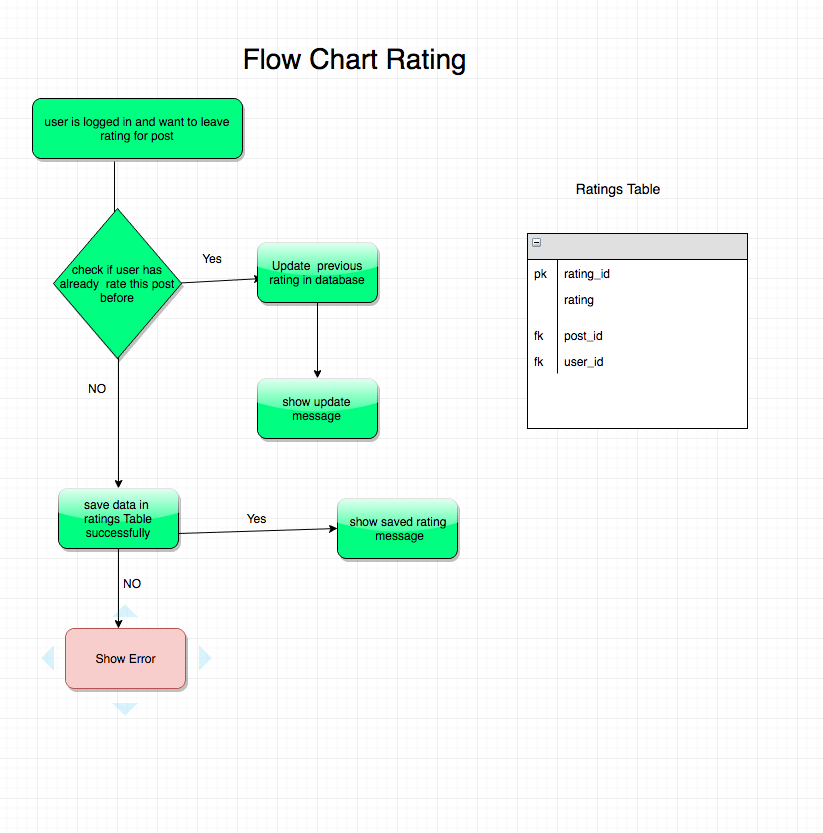 Flow Chart Rating
user is logged in and want to leave
rating for post
Ratings Table
check if user has
already rate this post
before
Yes
Update previous
rating in database
pk rating_id
rating
fk post_id
fk user_id
NO
show update
message
save data in
ratings Table
successfully
Yes
show saved rating
message
NO
Show Error